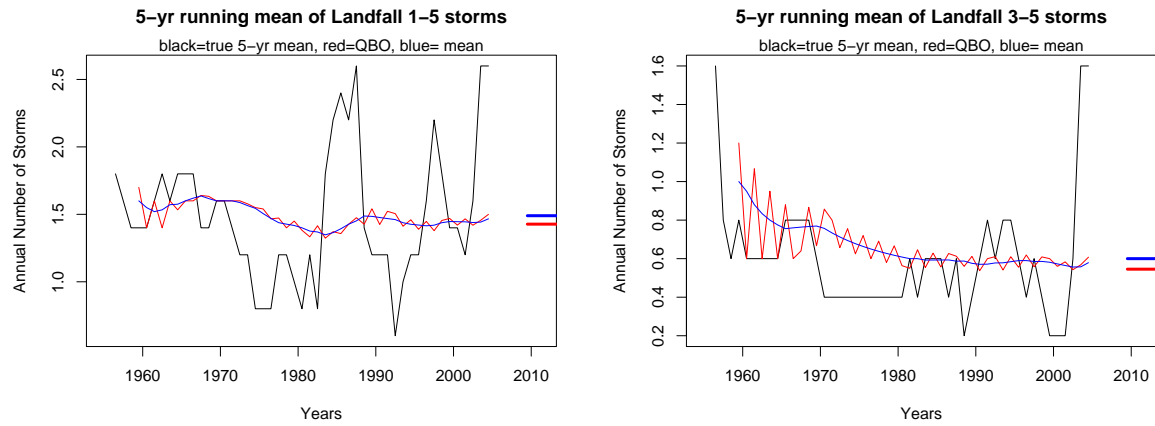 5−yr running mean of Landfall 1−5 storms
black=true 5−yr mean, red=QBO, blue= mean
Annual Number of Storms
2.5
2.0
1.5
1.0
1960 1970 1980 1990 2000 2010
Years
5−yr running mean of Landfall 3−5 storms
black=true 5−yr mean, red=QBO, blue= mean
Annual Number of Storms
1.6
1.4
1.2
1.0
0.8
0.6
0.4
0.2
1960 1970 1980 1990 2000 2010
Years